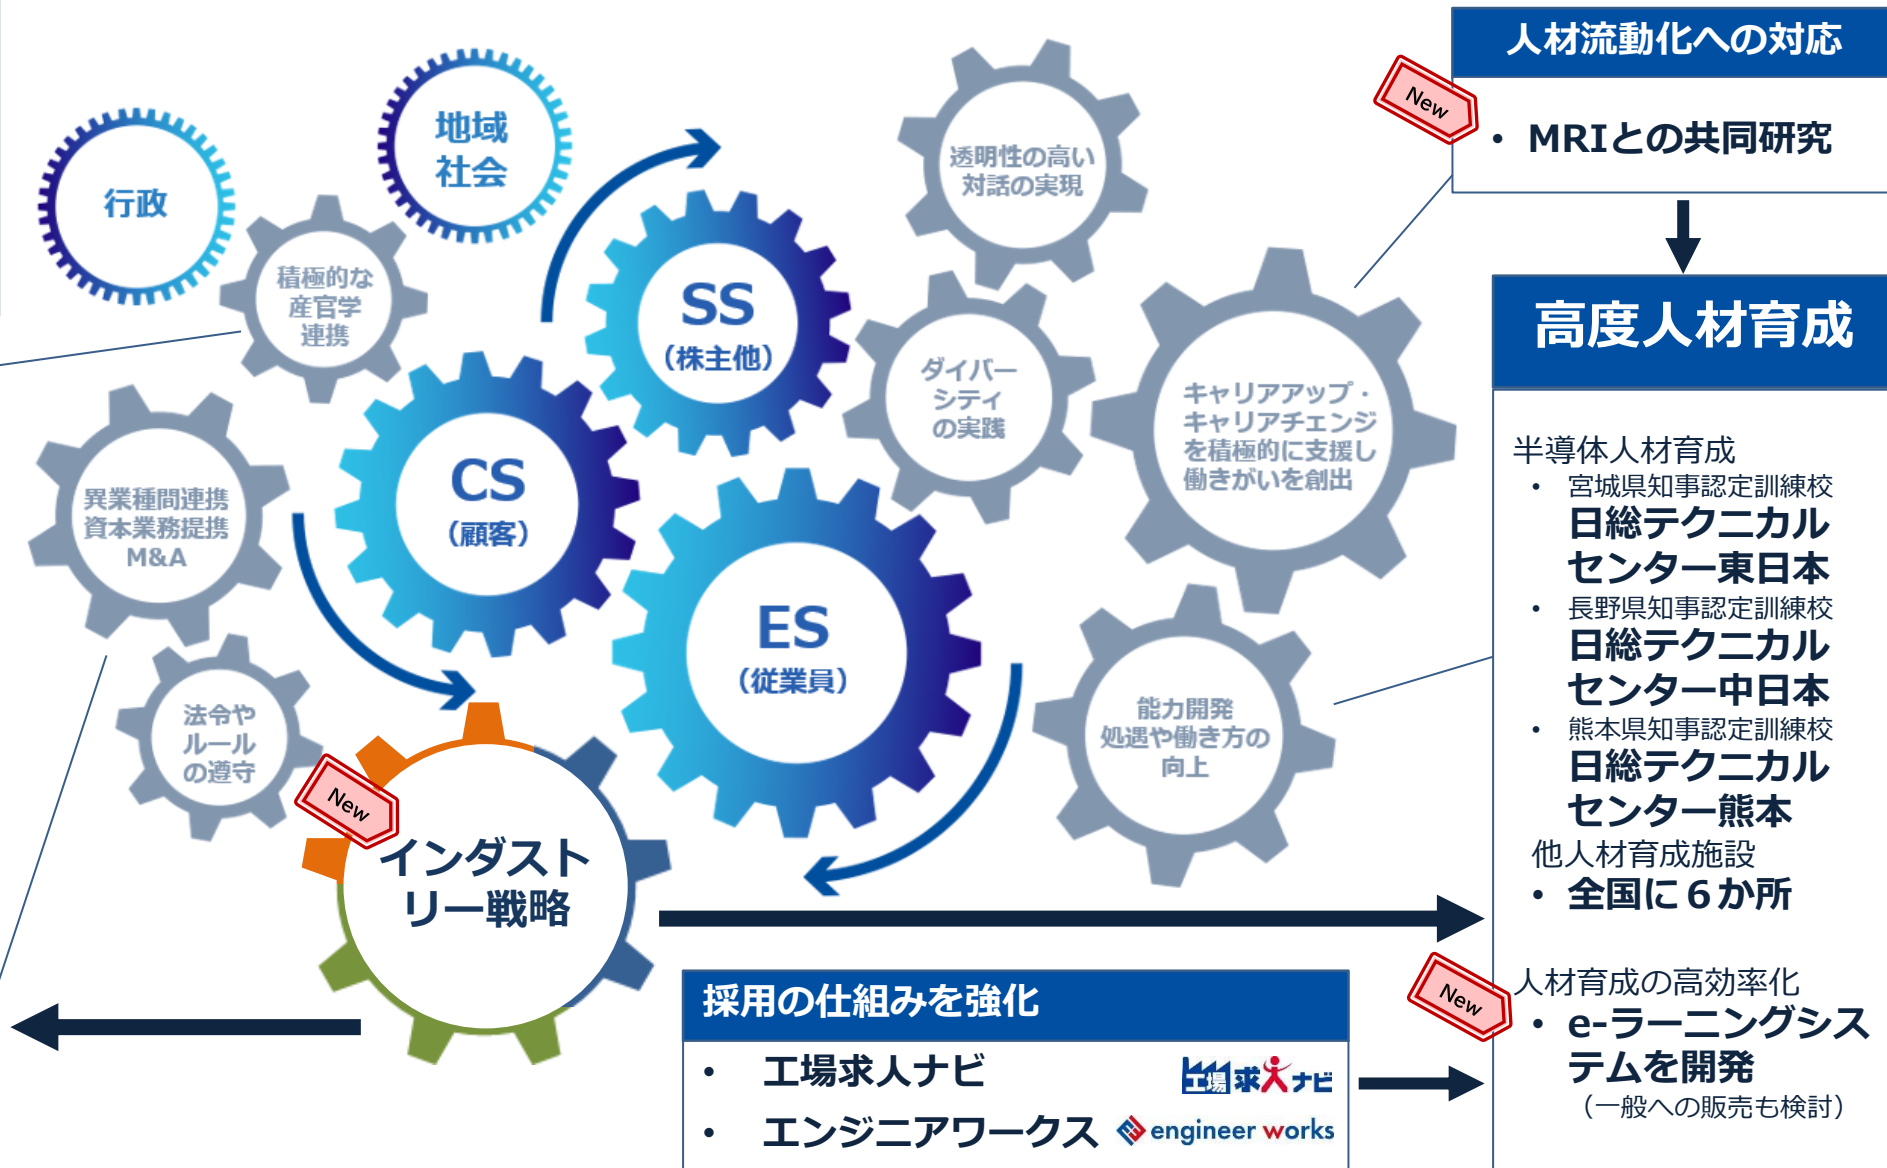 行政
地域
社会
積極的な
産官学
連携
異業種間連携
資本業務提携
M&A
法令や
ルール
の遵守
SS
（株主他）
CS
（顧客）
ES
（従業員）
透明性の高い
対話の実現
ダイバー
シティ
の実践
キャリアアップ・
キャリアチェンジ
を積極的に支援し
働きがいを創出
能力開発
処遇や働き方の
向上
New
インダスト
リー戦略
採用の仕組みを強化
• 工場求人ナビ
工場求人ナビ
• エンジニアワークス
engineer works
人材流動化への対応
New
• MRIとの共同研究
高度人材育成
半導体人材育成
• 宮城県知事認定訓練校
日総テクニカル
センター東日本
• 長野県知事認定訓練校
日総テクニカル
センター中日本
• 熊本県知事認定訓練校
日総テクニカル
センター熊本
他人材育成施設
• 全国に６か所
New
人材育成の高効率化
• e-ラーニングシス
テムを開発
（一般への販売も検討）